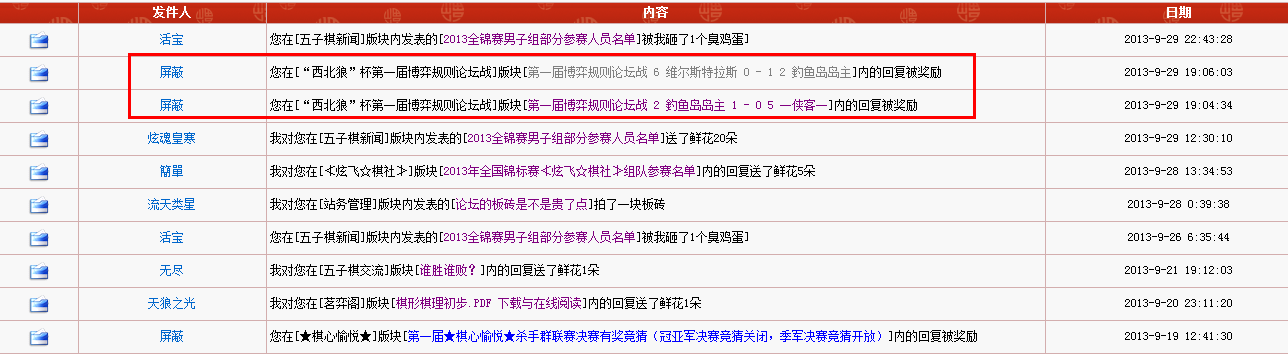 发件人 内容 日期
活宝 您在[五子棋新闻]版块内发表的[2013全锦赛男子组部分参赛人员名单]被我砸了1个臭鸡蛋] 2013-9-29 22:43:28
屏蔽 您在[“西北狼”杯第一届博弈规则论坛战]版块[第一届博弈规则论坛战 6 维尔斯特拉斯 0 - 1 2 釣鱼岛岛主]内的回复被奖励 2013-9-29 19:06:03
屏蔽 您在[“西北狼”杯第一届博弈规则论坛战]版块[第一届博弈规则论坛战 2 釣鱼岛岛主 1 - 0 5 一侠客一]内的回复被奖励 2013-9-29 19:04:34
炫魂皇寒 我对您在[五子棋新闻]版块内发表的[2013全锦赛男子组部分参赛人员名单]送了鲜花20朵 2013-9-29 12:30:10
簡單 我对您在[≮炫飞☆棋社≯]版块[2013年全国锦标赛≮炫飞☆棋社≯组队参赛名单]内的回复送了鲜花5朵 2013-9-28 13:34:53
流天类星 我对您在[站务管理]版块内发表的[论坛的板砖是不是贵了点]拍了一块板砖 2013-9-28 0:39:38
活宝 您在[五子棋新闻]版块内发表的[2013全锦赛男子组部分参赛人员名单]被我砸了1个臭鸡蛋] 2013-9-26 6:35:44
无尽 我对您在[五子棋交流]版块[谁胜谁败？]内的回复送了鲜花1朵 2013-9-21 19:12:03
天狼之光 我对您在[茗弈阁]版块[棋形棋理初步.PDF 下载与在线阅读]内的回复送了鲜花1朵 2013-9-20 23:11:20
屏蔽 您在[★棋心愉悦★]版块[第一届★棋心愉悦★杀手群联赛决赛有奖竞猜（冠亚军决赛竞猜关闭，季军决赛竞猜开放）]内的回复被奖励 2013-9-19 12:41:30